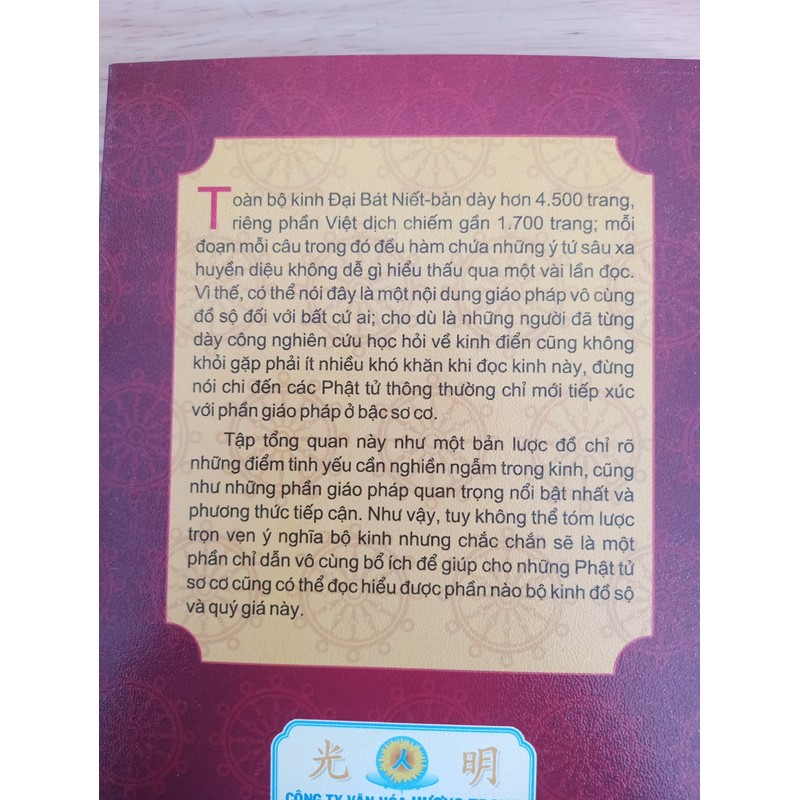 Toàn bộ kinh Đại Bát Niết-bàn dày hơn 4.500 trang,
riêng phần Việt dịch chiếm gần 1.700 trang; mỗi
đoạn mỗi câu trong đó đều hàm chứa những ý tứ sâu xa
huyền diệu không dễ gì hiểu thấu qua một vài lần đọc.
Vì thế, có thể nói đây là một nội dung giáo pháp vô cùng
đồ sộ đối với bất cứ ai; cho dù là những người đã từng
dày công nghiên cứu học hỏi về kinh điển cũng không
khỏi gặp phải ít nhiều khó khăn khi đọc kinh này, đừng
nói chi đến các Phật tử thông thường chỉ mới tiếp xúc
với phần giáo pháp ở bậc sơ cơ.
Tập tổng quan này như một bản lược đồ chỉ rõ
những điểm tinh yếu cần nghiền ngẫm trong kinh, cũng
như những phần giáo pháp quan trọng nổi bật nhất và
phương thức tiếp cận. Như vậy, tuy không thể tóm lược
trọn vẹn ý nghĩa bộ kinh nhưng chắc chắn sẽ là một
phần chỉ dẫn vô cùng bổ ích để giúp cho những Phật tử
sơ cơ cũng có thể đọc hiểu được phần nào bộ kinh đồ sộ
và quý giá này.
光 人 明
CÔNG TY VĂN HÓA HƯƠNG TRANG